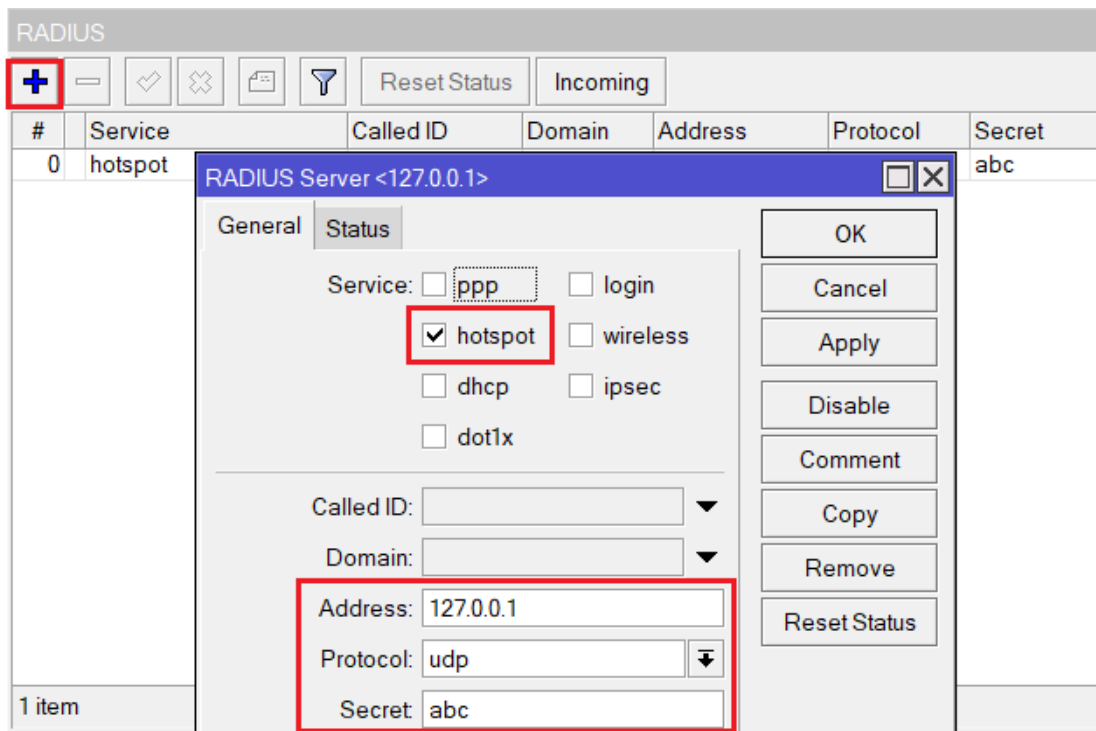 RADIUS
Reset Status Incoming
# Service Called ID Domain Address Protocol Secret
0 hotspot abc
RADIUS Server <127.0.0.1>
General Status
OK
Service: ppp login
Cancel
hotspot wireless
Apply
dhcp ipsec
Disable
dot1x
Comment
Called ID:
Copy
Domain:
Remove
Address: 127.0.0.1
Reset Status
Protocol: udp
Secret: abc
1 item